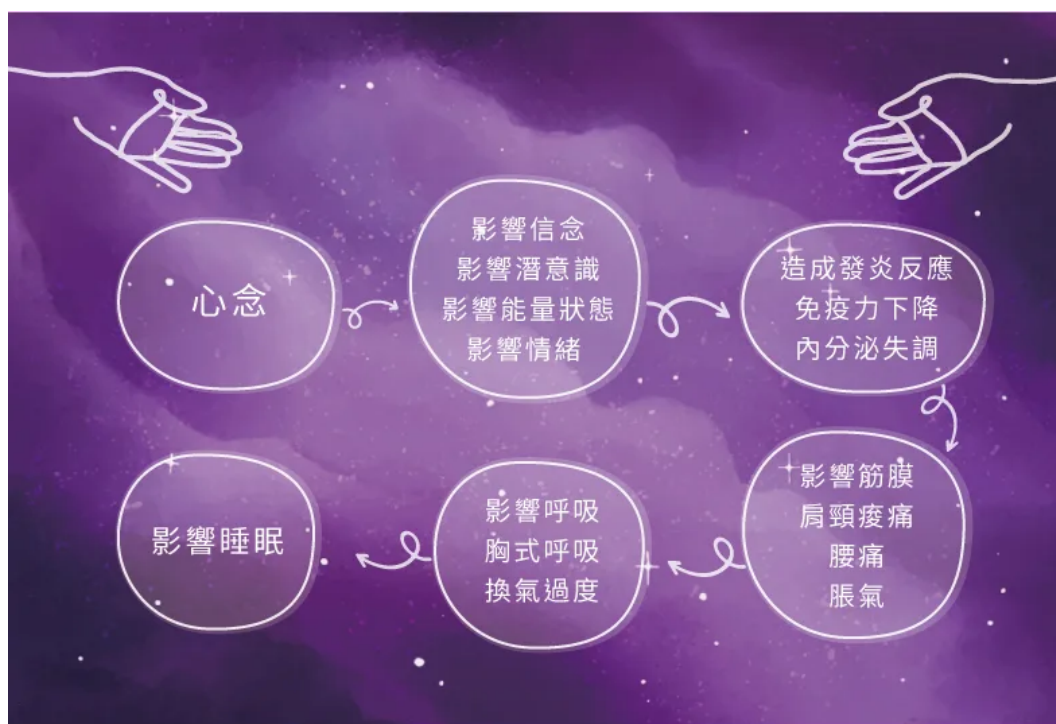 心念
影響信念
影響潛意識
影響能量狀態
影響情緒
造成發炎反應
免疫力下降
內分泌失調
影響筋膜
肩頸痠痛
腰痛
脹氣
影響呼吸
胸式呼吸
換氣過度
影響睡眠